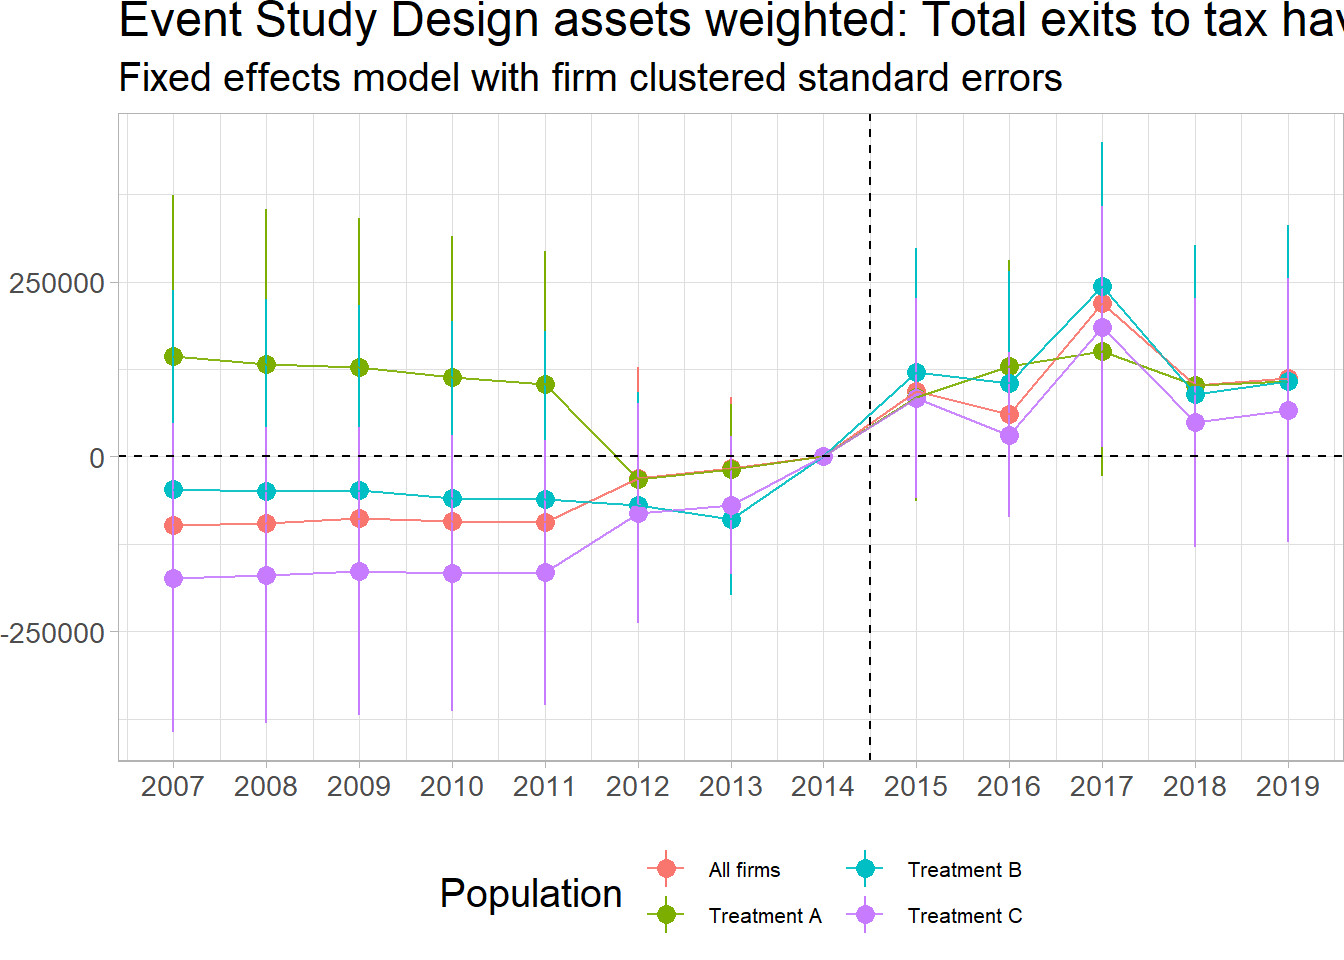 Event Study Design assets weighted: Total exits to tax
Fixed effects model with firm clustered standard errors
250000
0
-250000
2007 2008 2009 2010 2011 2012 2013 2014 2015 2016 2017 2018 2019
Population
All firms
Treatment A
Treatment B
Treatment C